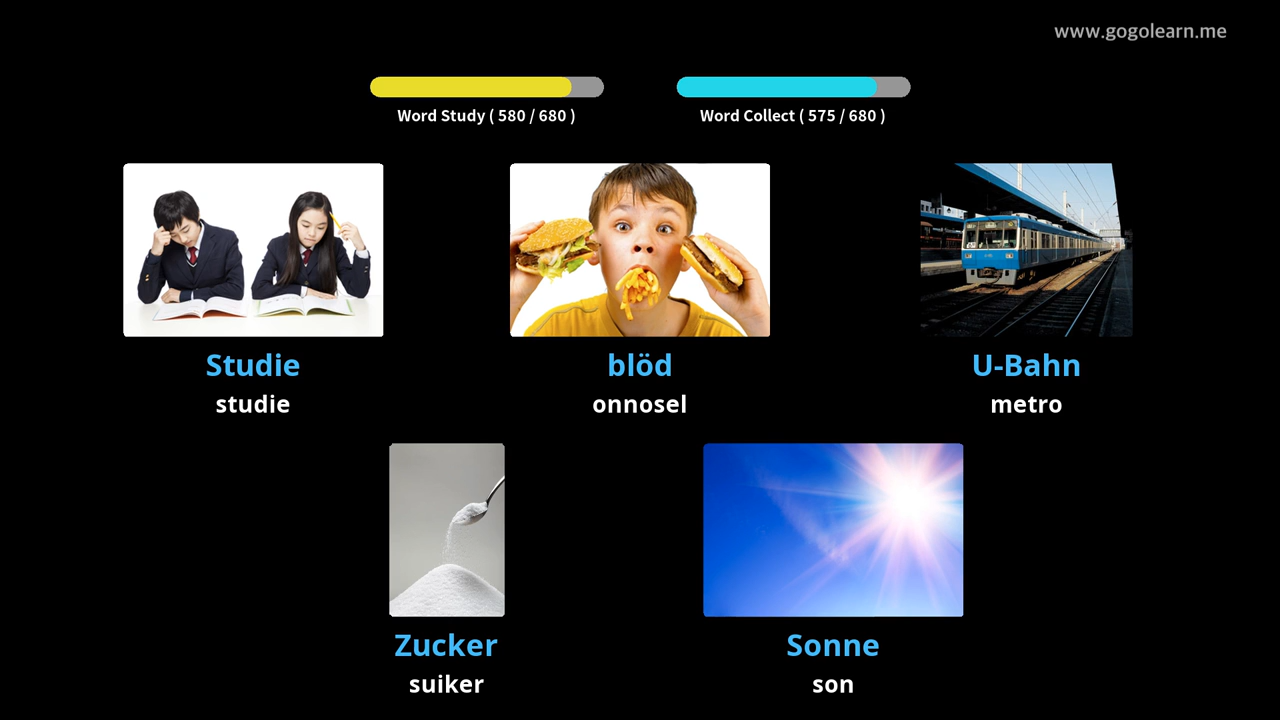 www.gogolearn.me
Word Study ( 580 / 680 )
Word Collect ( 575 / 680 )
Studie
studie
blöd
onnosel
U-Bahn
metro
Zucker
suiker
Sonne
son